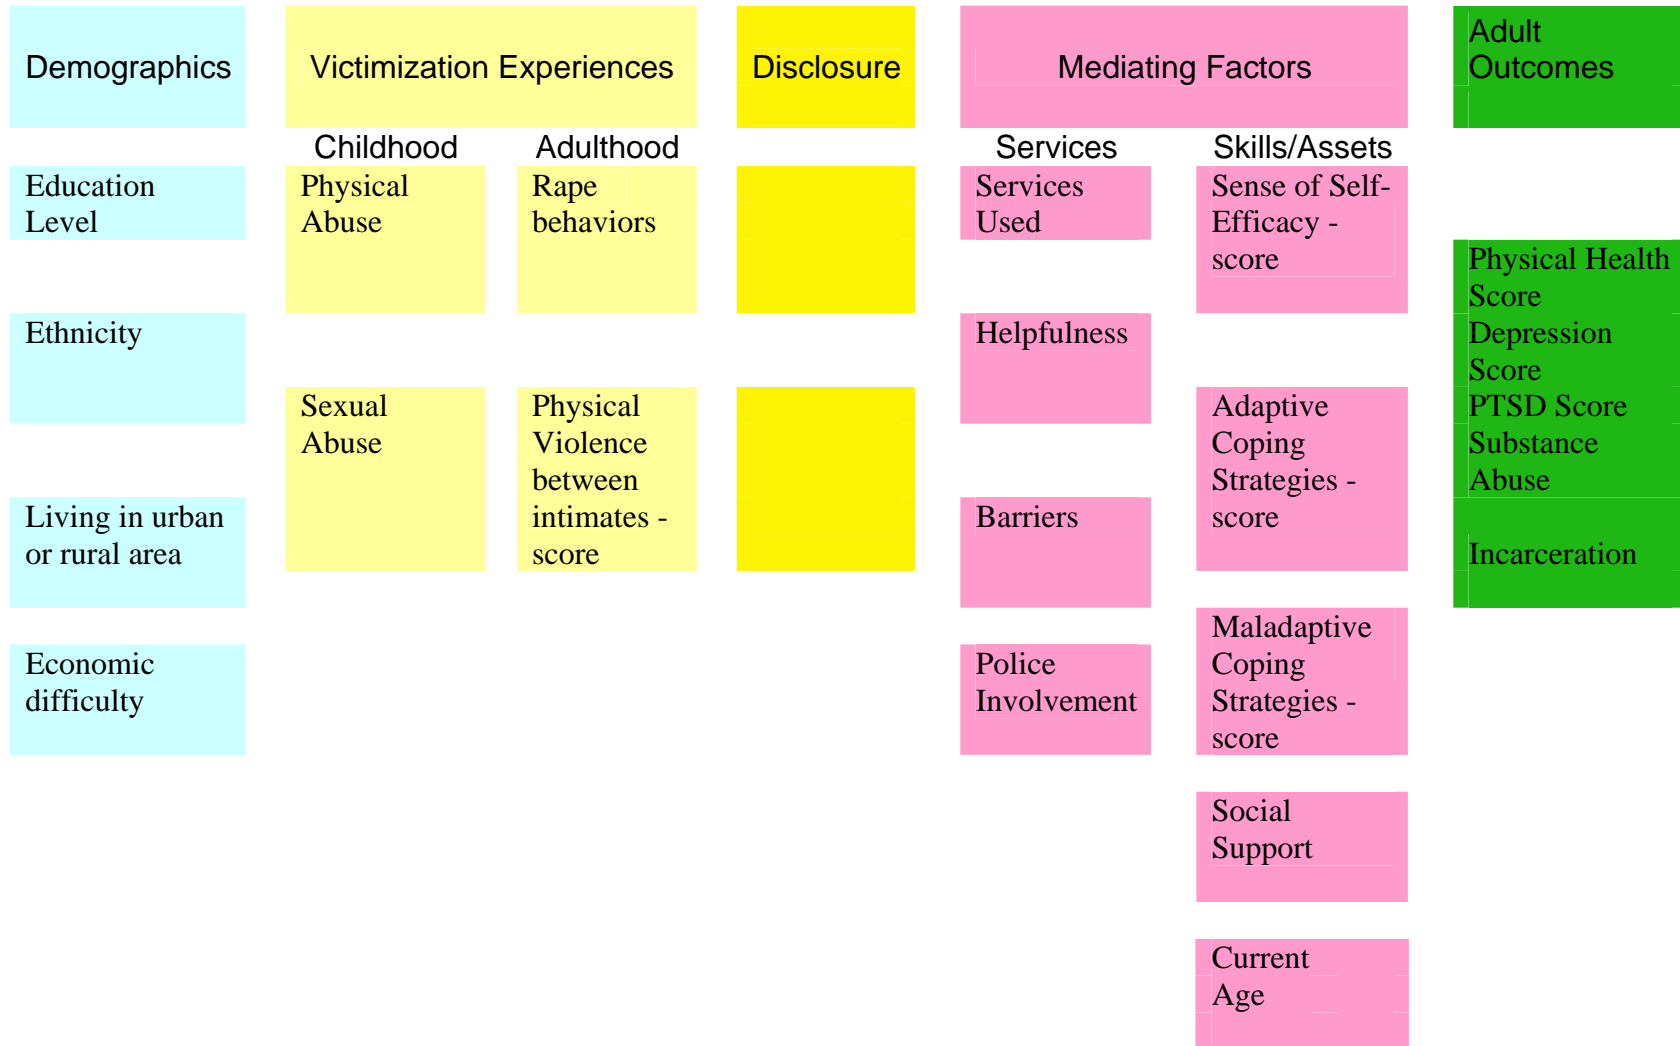 Demographics
Victimization Experiences
Disclosure
Mediating Factors
Adult
Outcomes
Childhood
Adulthood
Services
Skills/Assets
Education
Level
Ethnicity
Living in urban
or rural area
Economic
difficulty
Physical
Abuse
Sexual
Abuse
Rape
behaviors
Physical
Violence
between
intimates -
score
Services
Used
Helpfulness
Barriers
Police
Involvement
Sense of Self-
Efficacy -
score
Adaptive
Coping
Strategies -
score
Maladaptive
Coping
Strategies -
score
Social
Support
Current
Age
Physical Health
Score
Depression
Score
PTSD Score
Substance
Abuse
Incarceration